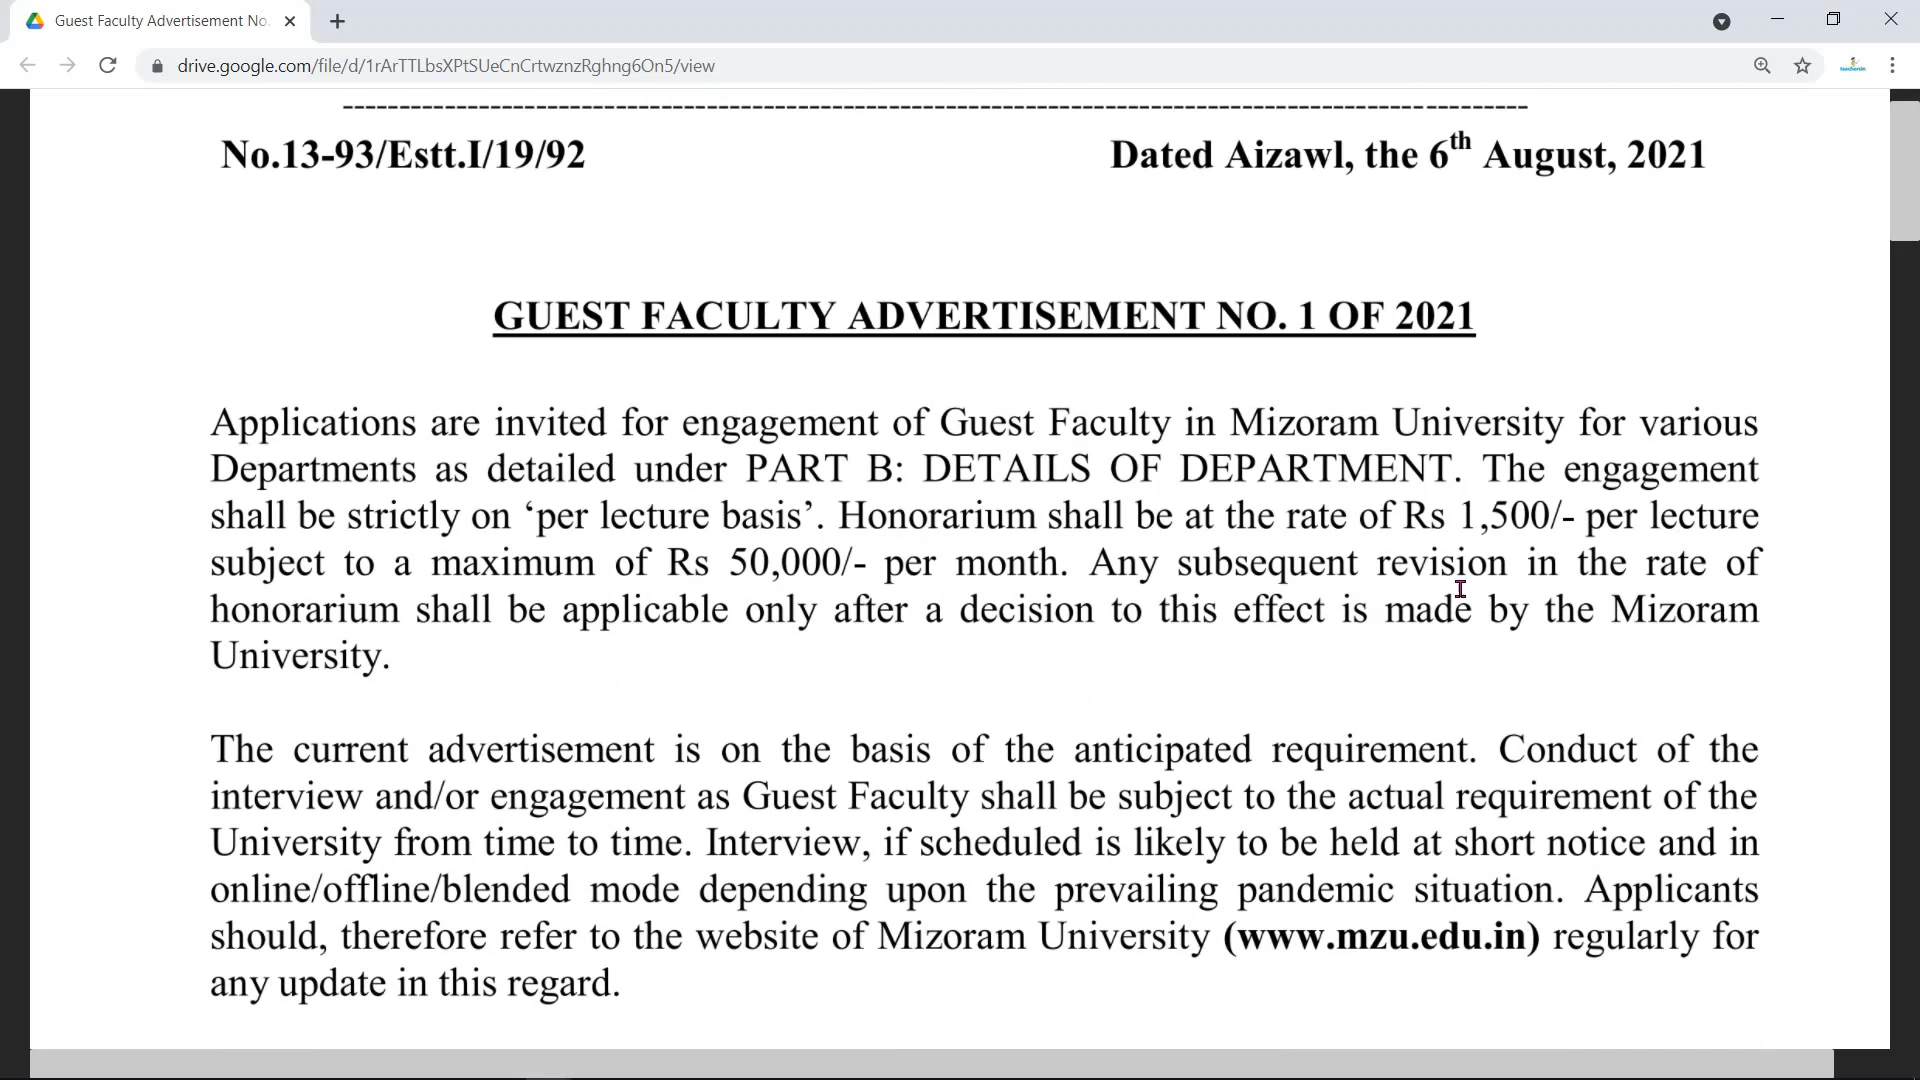 Guest Faculty Advertisement No.
drive.google.com/file/d/1rArTTLbsXPtSUeCnCrtwznzRghng6On5/view
No.13-93/Estt.I/19/92 Dated Aizawl, the 6th August, 2021
GUEST FACULTY ADVERTISEMENT NO. 1 OF 2021
Applications are invited for engagement of Guest Faculty in Mizoram University for various
Departments as detailed under PART B: DETAILS OF DEPARTMENT. The engagement
shall be strictly on ‘per lecture basis’. Honorarium shall be at the rate of Rs 1,500/- per lecture
subject to a maximum of Rs 50,000/- per month. Any subsequent revision in the rate of
honorarium shall be applicable only after a decision to this effect is made by the Mizoram
University.
The current advertisement is on the basis of the anticipated requirement. Conduct of the
interview and/or engagement as Guest Faculty shall be subject to the actual requirement of the
University from time to time. Interview, if scheduled is likely to be held at short notice and in
online/offline/blended mode depending upon the prevailing pandemic situation. Applicants
should, therefore refer to the website of Mizoram University (www.mzu.edu.in) regularly for
any update in this regard.